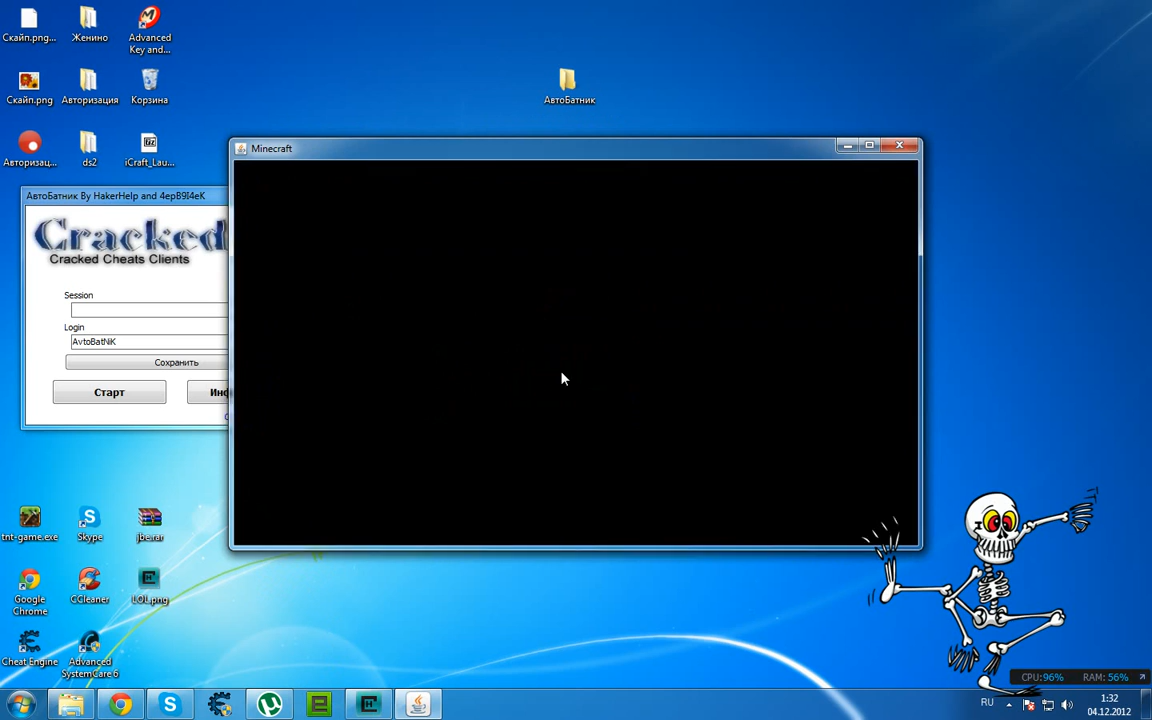 Скайп.png...
Женино
Advanced
Key and...
Скайп.png
Авторизация
Корзина
АвтоБатник
Авторизац...
ds2
iCraft_Lau...
Minecraft
АвтоБатник By HakerHelp and 4epB9I4eK
Cracked
Cracked Cheats Clients
Session
Login
AvtoBatNiK
Сохранить
Старт
Инф
tnt-game.exe
Skype
jbe.rar
Google
Chrome
CCleaner
LOL.png
Cheat Engine
Advanced
SystemCare 6
CPU:96%
RAM: 56%
RU
1:32
04.12.2012